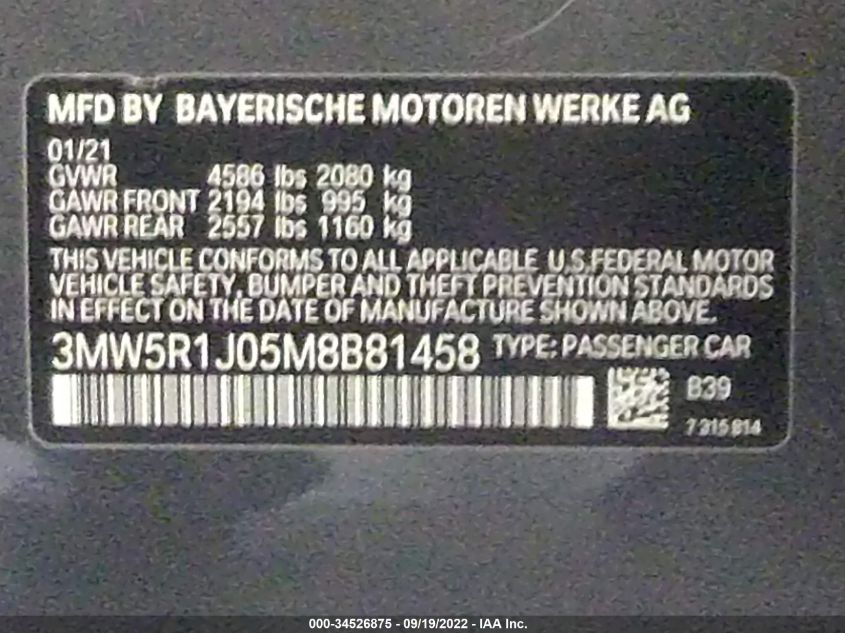 MFD BY BAYERISCHE MOTOREN WERKE AG
01/21
GVWR 4586 lbs 2080 kg
GAWR FRONT 2194 lbs 995 kg
GAWR REAR 2557 lbs 1160 kg
THIS VEHICLE CONFORMS TO ALL APPLICABLE U.S.FEDERAL MOTOR
VEHICLE SAFETY, BUMPER AND THEFT PREVENTION STANDARDS
IN EFFECT ON THE DATE OF MANUFACTURE SHOWN ABOVE.
3MW5R1J05M8B81458 TYPE: PASSENGER CAR
B39
7 315 814
000-34526875 - 09/19/2022 - IAA Inc.